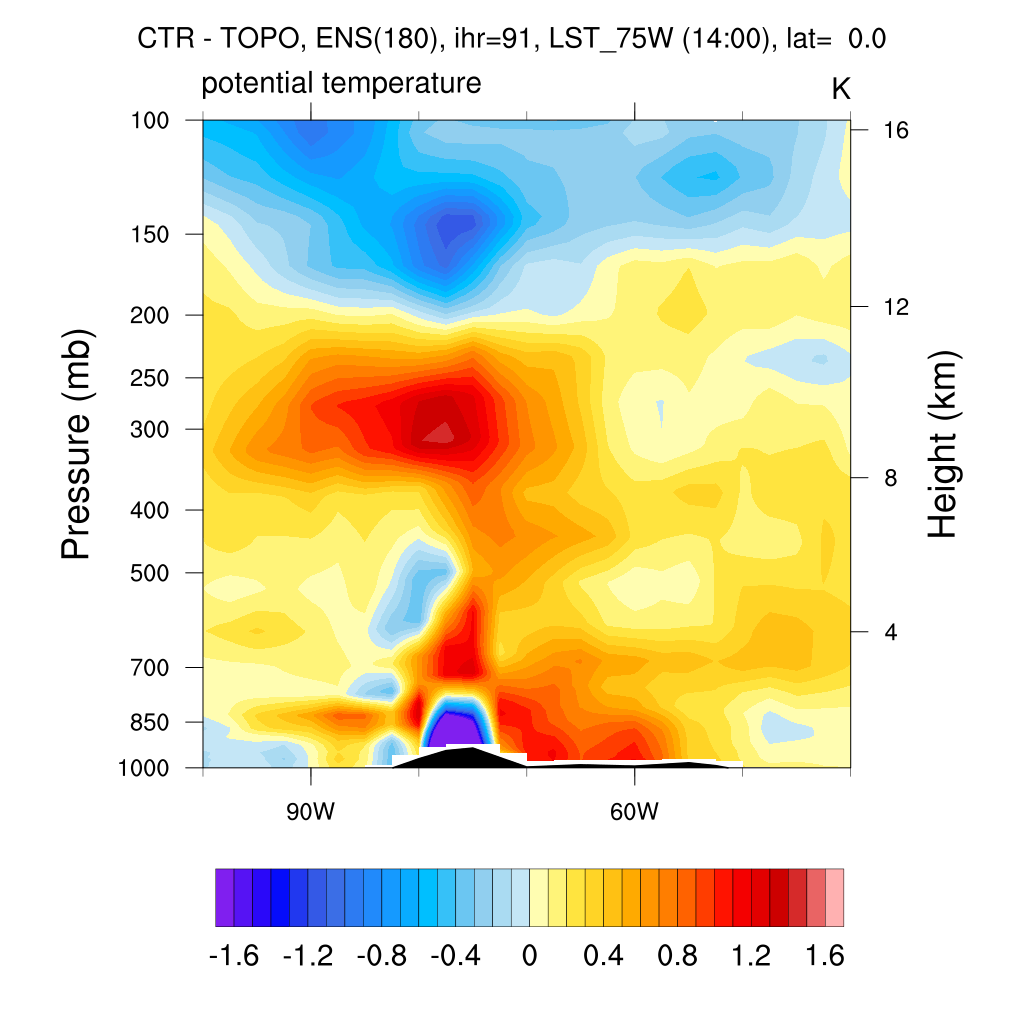 CTR - TOPO, ENS(180), ihr=91, LST_75W (14:00), lat=  0.0
potential temperature
K
100
150
200
250
300
400
500
700
850
1000
Pressure (mb)
16
12
8
4
Height (km)
90W
60W
-1.6 -1.2 -0.8 -0.4 0 0.4 0.8 1.2 1.6